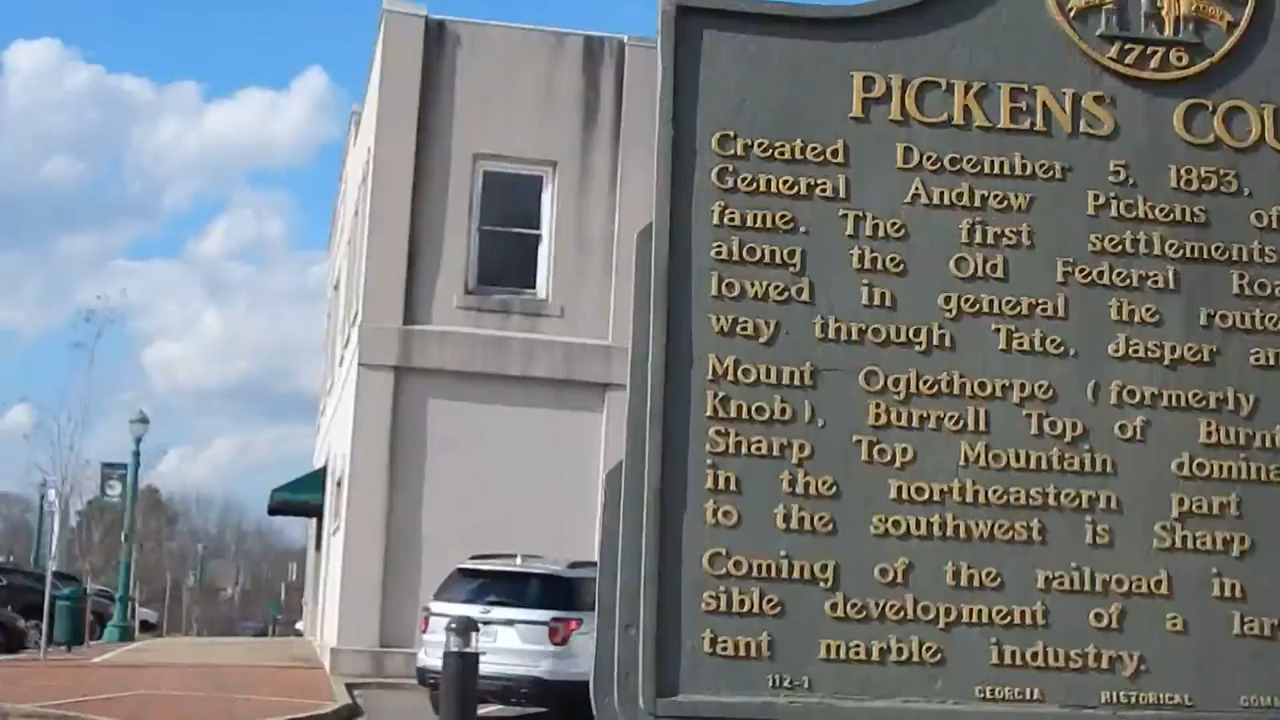 1776
PICKENS COU
Created December 5, 1853,
General Andrew Pickens of
fame. The first settlements
along the Old Federal Roa
lowed in general the route
way through Tate, Jasper an
Mount Oglethorpe (formerly
Knob), Burrell Top of Burnt
Sharp Top Mountain domina
in the northeastern part
to the southwest is Sharp
Coming of the railroad in
sible development of a lar
tant marble industry.
112-1 GEORGIA HISTORICAL COM